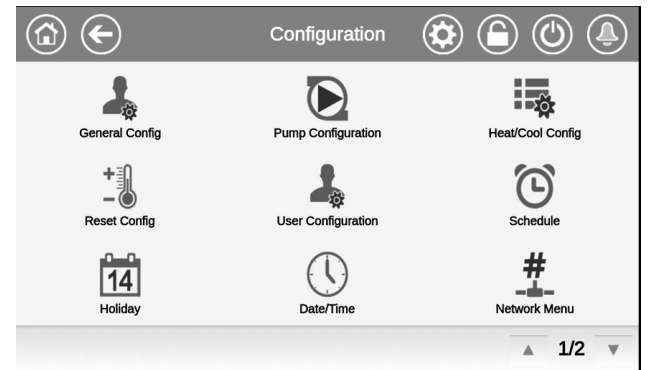 Configuration
General Config
Pump Configuration
Heat/Cool Config
Reset Config
User Configuration
Schedule
14
Holiday
Date/Time
#
Network Menu
1/2